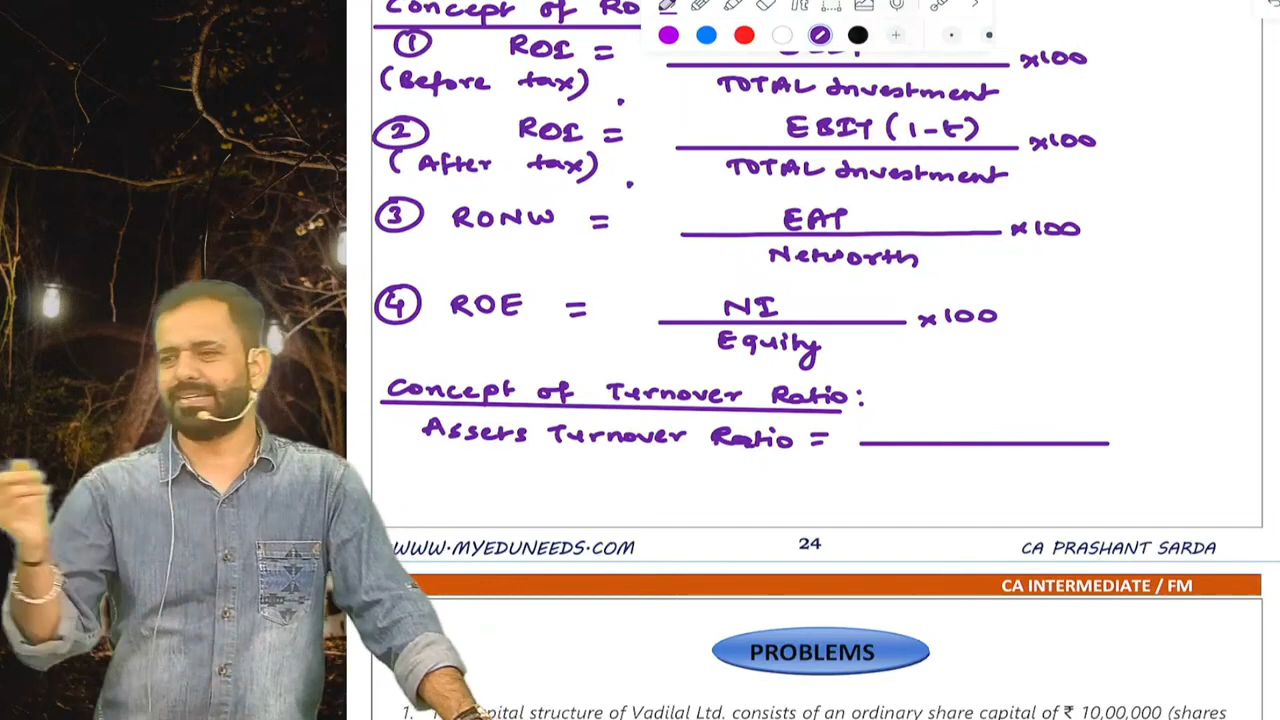 Concept of RO
① ROI = ×100
(Before tax). TOTAL Investment
② ROI = EBIT (1-t) ×100
(After tax). TOTAL Investment
③ RONW = EAT ×100
Networth
④ ROE = NI ×100
Equity
Concept of Turnover Ratio:
Assets Turnover Ratio =
WWW.MYEDUNEEDS.COM 24 CA PRASHANT SARDA
CA INTERMEDIATE / FM
PROBLEMS
1. pital structure of Vadilal Ltd. consists of an ordinary share capital of ₹ 10,00,000 (shares